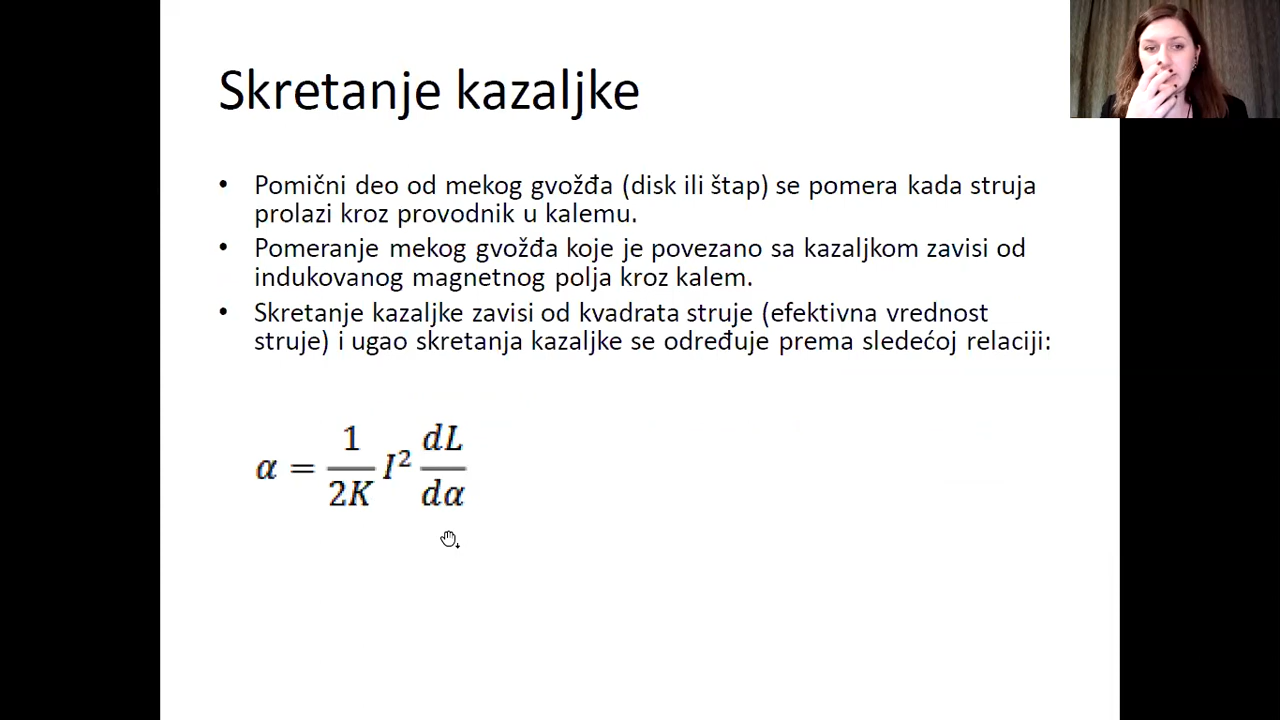 Skretanje kazaljke
• Pomični deo od mekog gvožđa (disk ili štap) se pomera kada struja
prolazi kroz provodnik u kalemu.
• Pomeranje mekog gvožđa koje je povezano sa kazaljkom zavisi od
indukovanog magnetnog polja kroz kalem.
• Skretanje kazaljke zavisi od kvadrata struje (efektivna vrednost
struje) i ugao skretanja kazaljke se određuje prema sledećoj relaciji:
α = 1/2K I² dL/dα